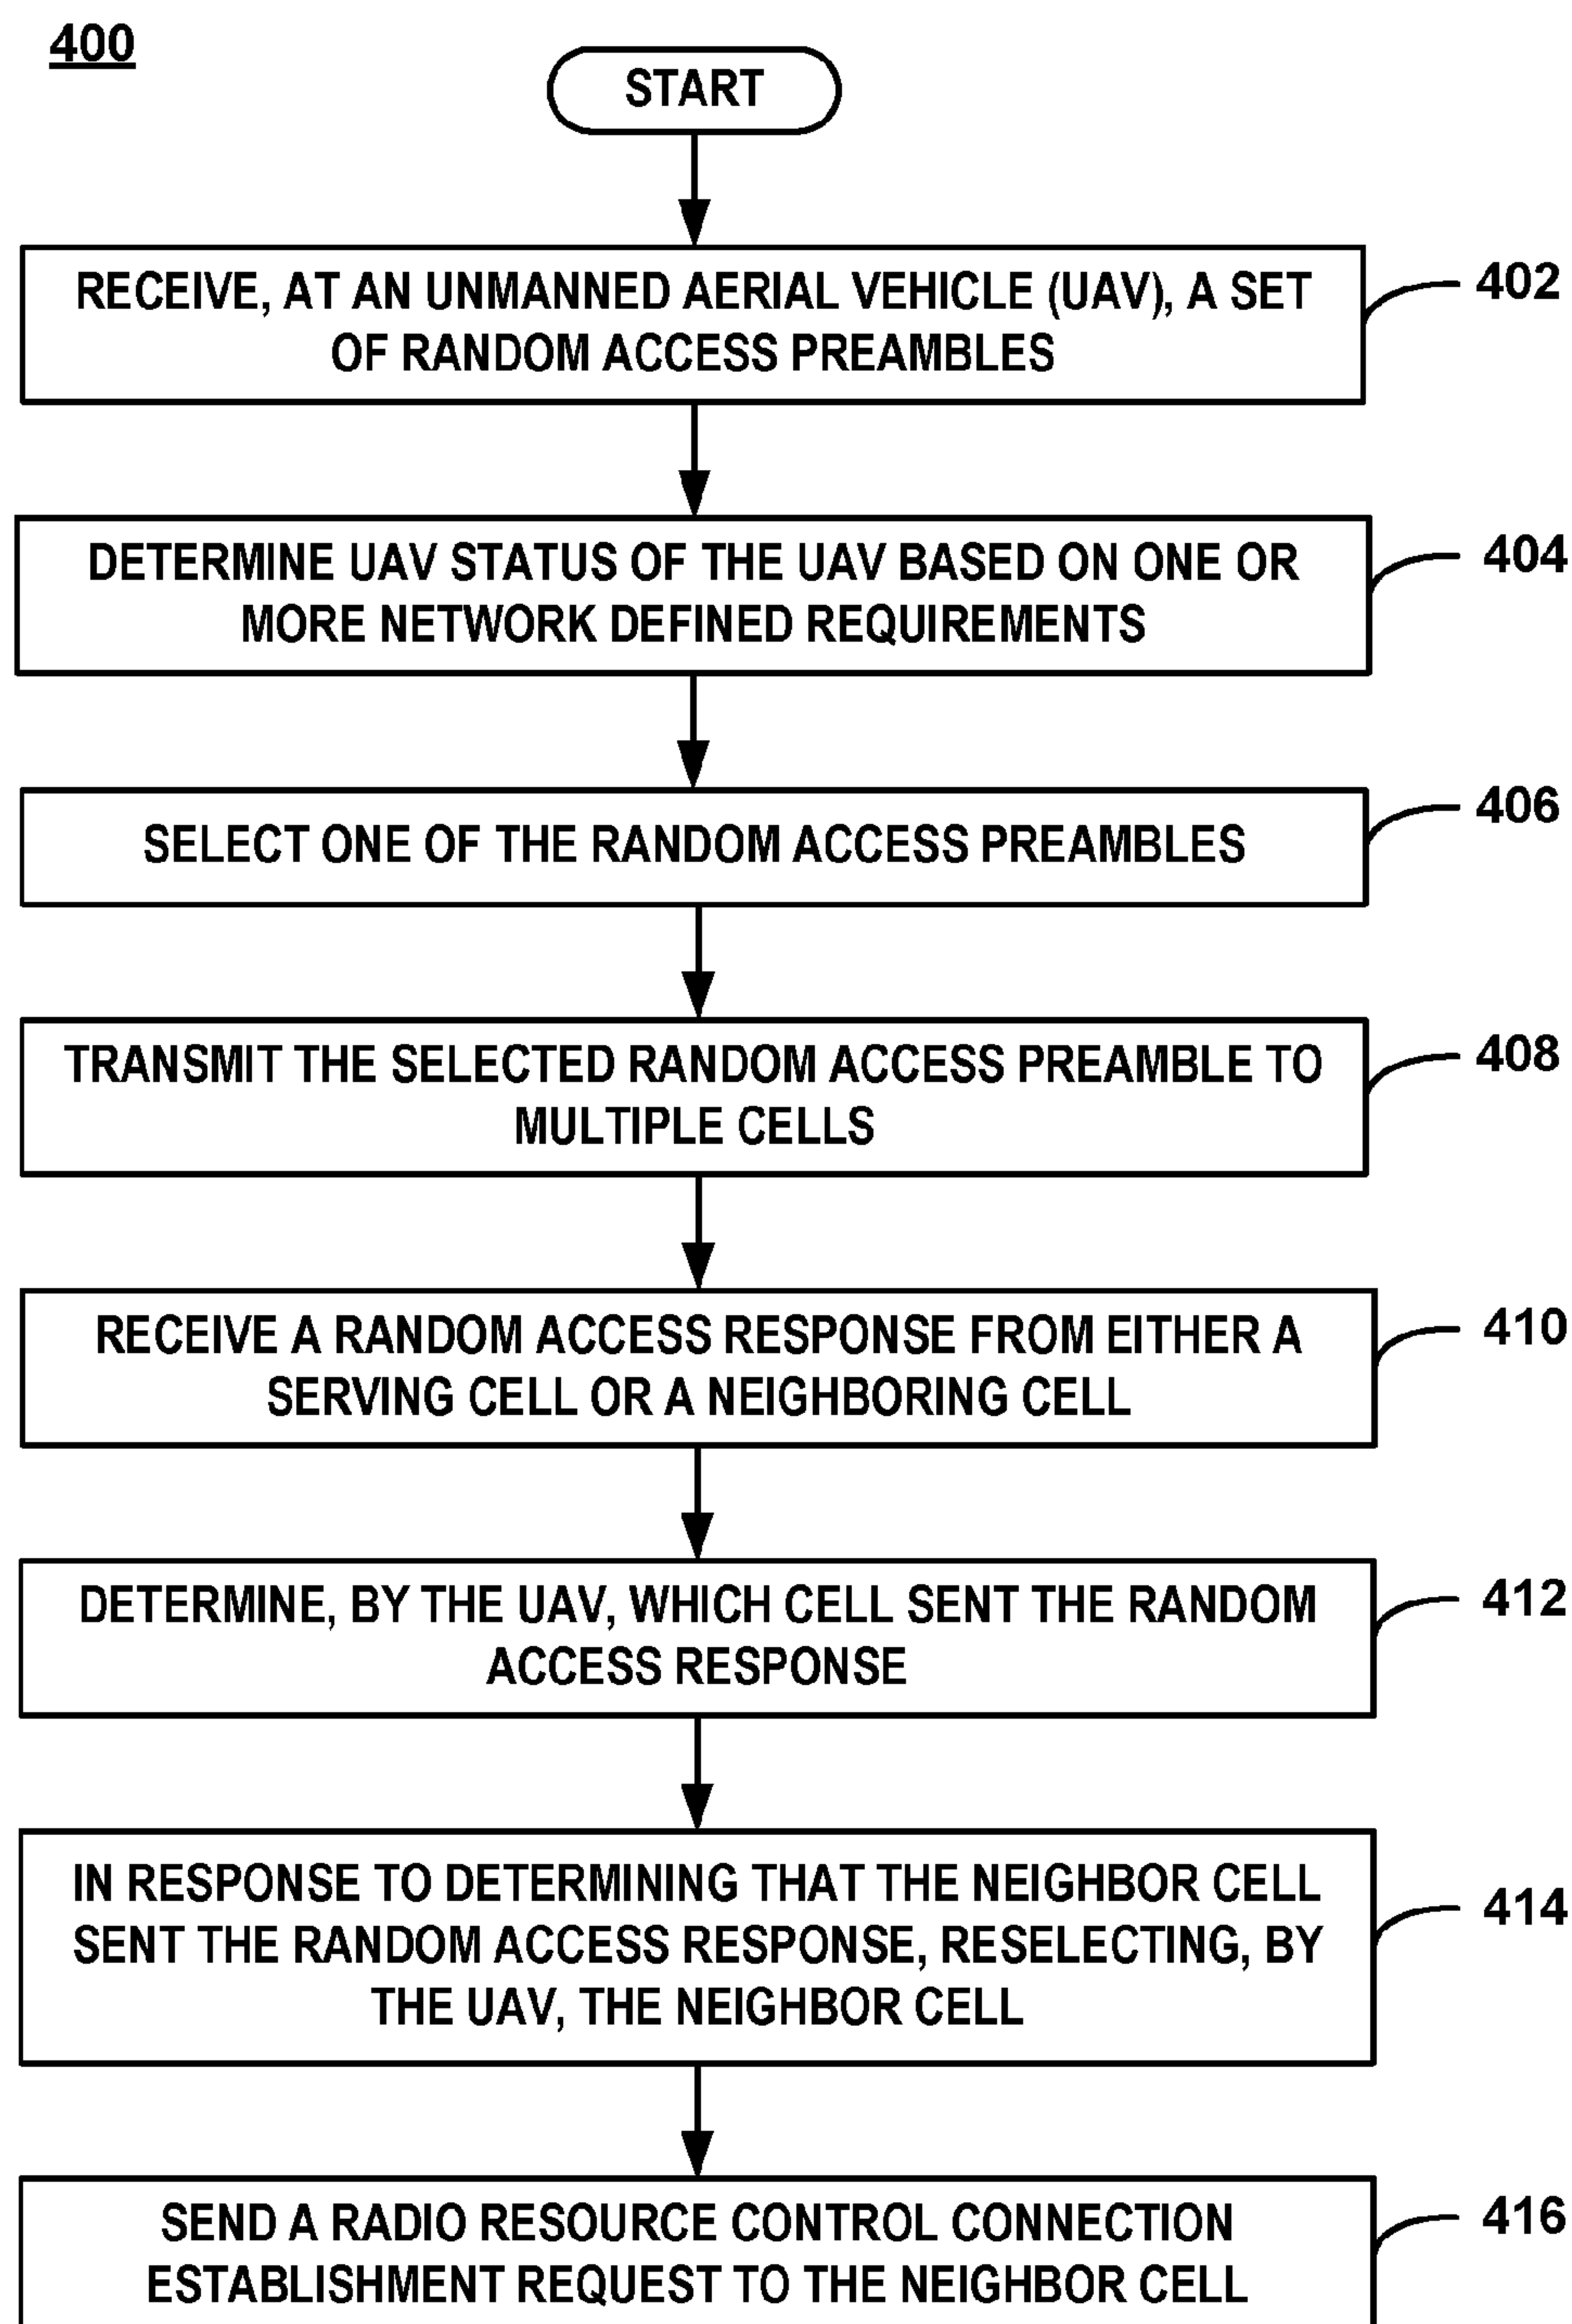 400
START
RECEIVE, AT AN UNMANNED AERIAL VEHICLE (UAV), A SET
OF RANDOM ACCESS PREAMBLES
402
DETERMINE UAV STATUS OF THE UAV BASED ON ONE OR
MORE NETWORK DEFINED REQUIREMENTS
404
SELECT ONE OF THE RANDOM ACCESS PREAMBLES
406
TRANSMIT THE SELECTED RANDOM ACCESS PREAMBLE TO
MULTIPLE CELLS
408
RECEIVE A RANDOM ACCESS RESPONSE FROM EITHER A
SERVING CELL OR A NEIGHBORING CELL
410
DETERMINE, BY THE UAV, WHICH CELL SENT THE RANDOM
ACCESS RESPONSE
412
IN RESPONSE TO DETERMINING THAT THE NEIGHBOR CELL
SENT THE RANDOM ACCESS RESPONSE, RESELECTING, BY
THE UAV, THE NEIGHBOR CELL
414
SEND A RADIO RESOURCE CONTROL CONNECTION
ESTABLISHMENT REQUEST TO THE NEIGHBOR CELL
416